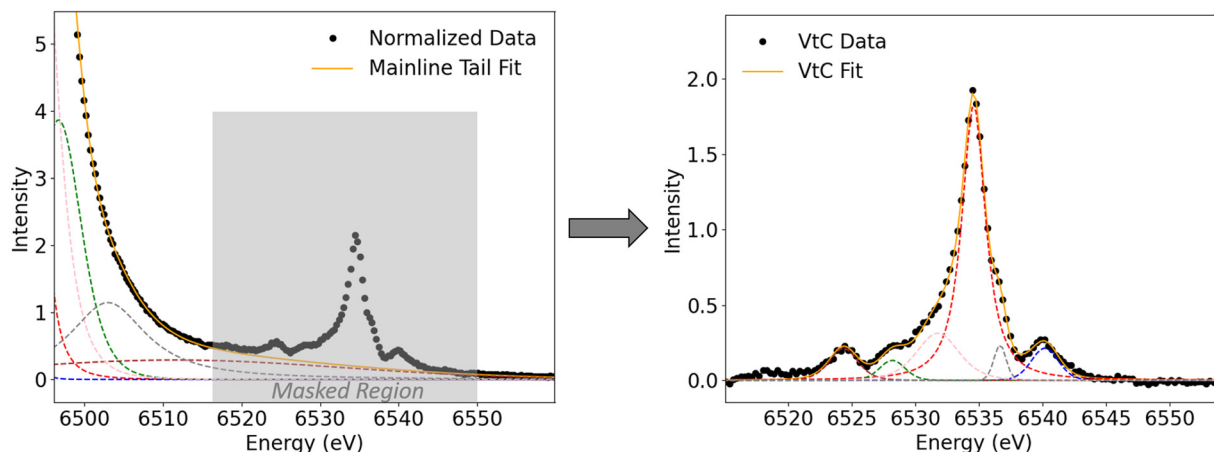 Normalized Data
Mainline Tail Fit
Intensity
5
4
3
2
1
0
Masked Region
6500 6510 6520 6530 6540 6550
Energy (eV)
VtC Data
VtC Fit
Intensity
2.0
1.5
1.0
0.5
0.0
6520 6525 6530 6535 6540 6545 6550
Energy (eV)